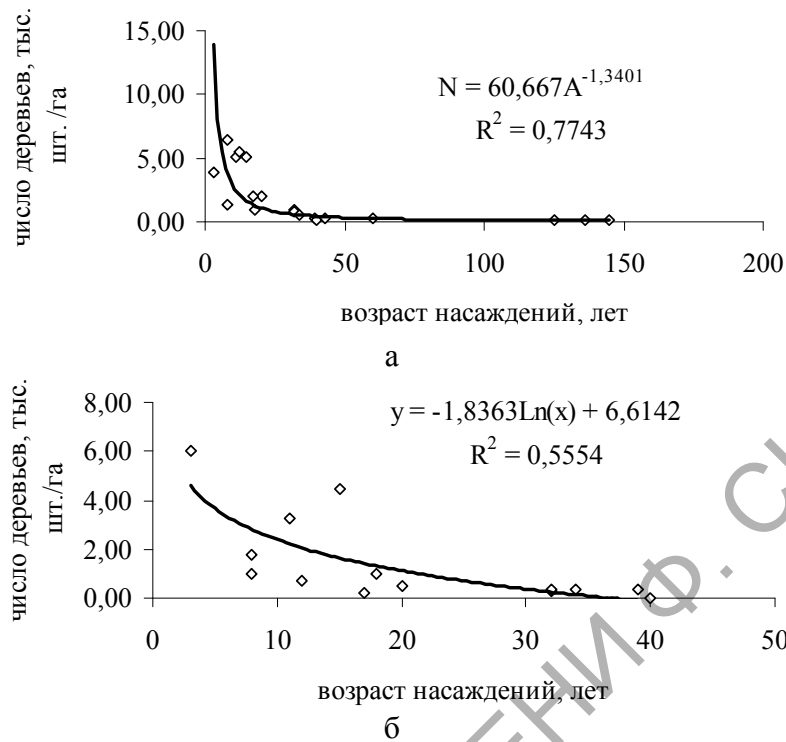 число деревьев, тыс.
шт. /га
15,00
10,00
5,00
0,00
N = 60,667A^-1,3401
R^2 = 0,7743
0 50 100 150 200
возраст насаждений, лет
а
число деревьев, тыс.
шт./га
8,00
6,00
4,00
2,00
0,00
y = -1,8363Ln(x) + 6,6142
R^2 = 0,5554
0 10 20 30 40 50
возраст насаждений, лет
б
ЕНИ Ф.